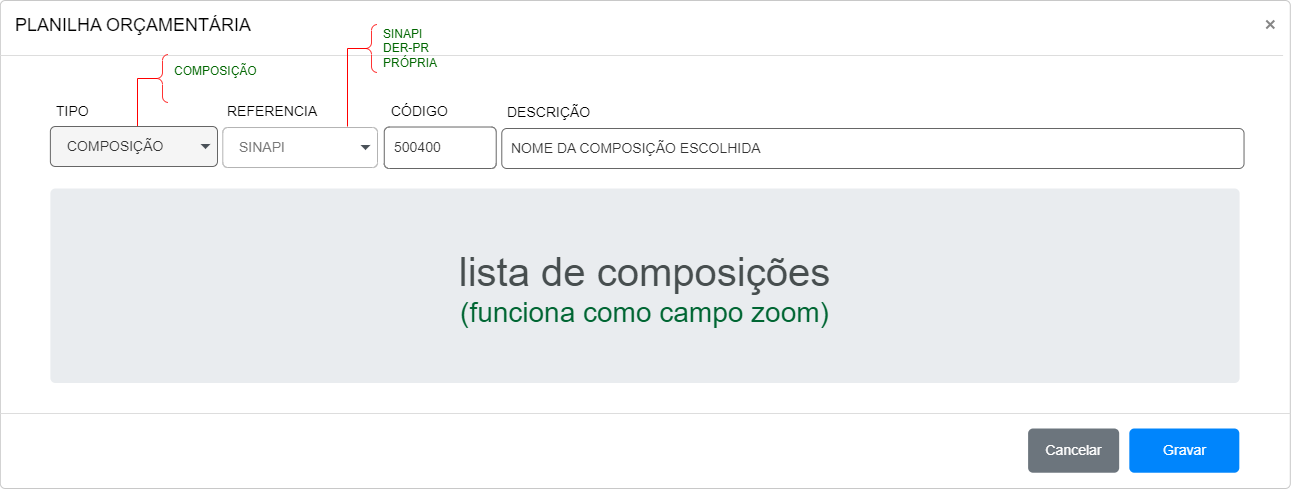 PLANILHA ORÇAMENTÁRIA
×
SINAPI
DER-PR
PRÓPRIA
COMPOSIÇÃO
TIPO
REFERENCIA
CÓDIGO
DESCRIÇÃO
COMPOSIÇÃO
SINAPI
500400
NOME DA COMPOSIÇÃO ESCOLHIDA
lista de composições
(funciona como campo zoom)
Cancelar
Gravar